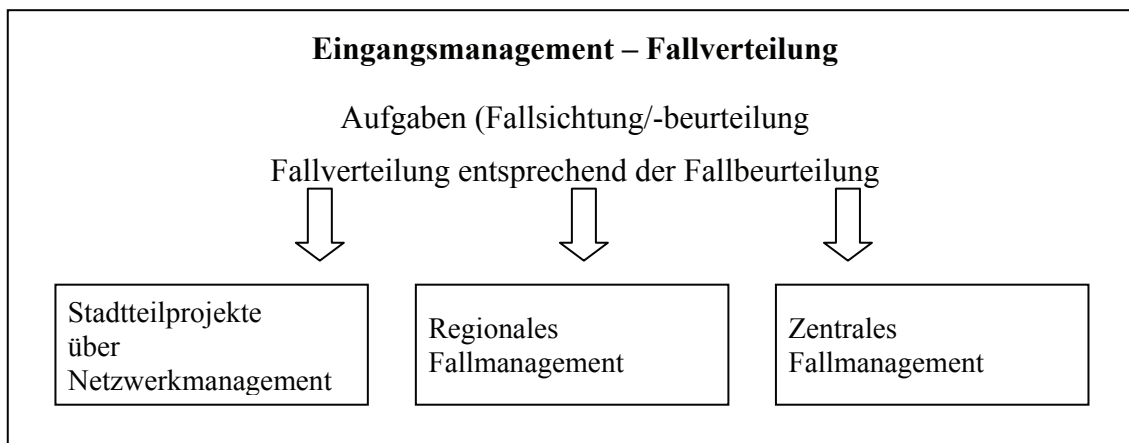 Eingangsmanagement – Fallverteilung
Aufgaben (Fallsichtung/-beurteilung
Fallverteilung entsprechend der Fallbeurteilung
Stadtteilprojekte
über
Netzwerkmanagement
Regionales
Fallmanagement
Zentrales
Fallmanagement